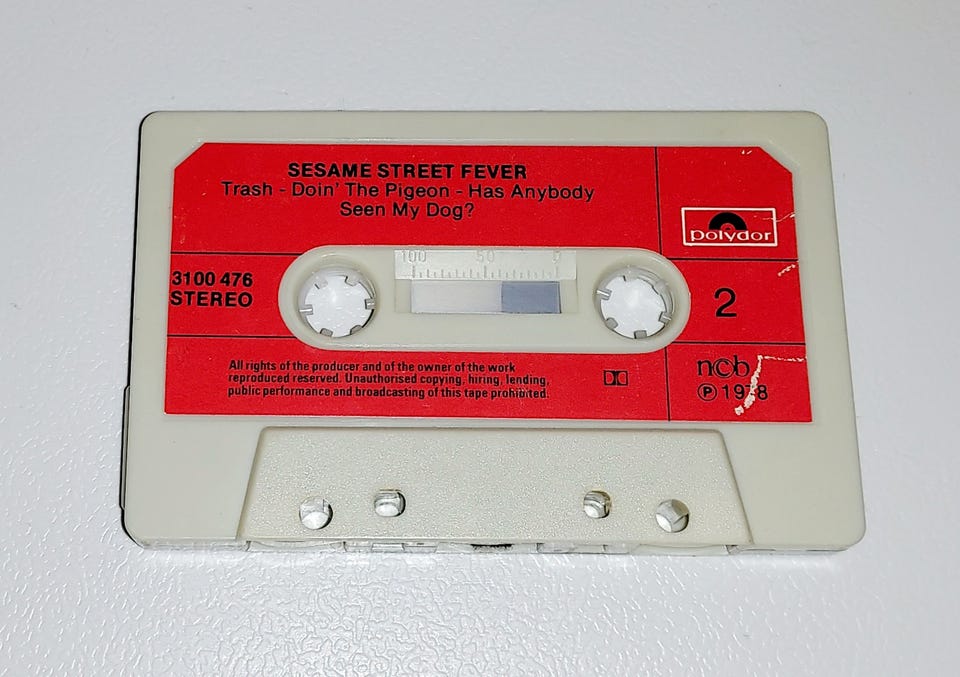 SESAME STREET FEVER
Trash - Doin' The Pigeon - Has Anybody
Seen My Dog?
polydor
100 50 0
3100 476
STEREO
2
All rights of the producer and of the owner of the work
reproduced reserved. Unauthorised copying, hiring, lending,
public performance and broadcasting of this tape prohibited.
n©b
℗ 1978